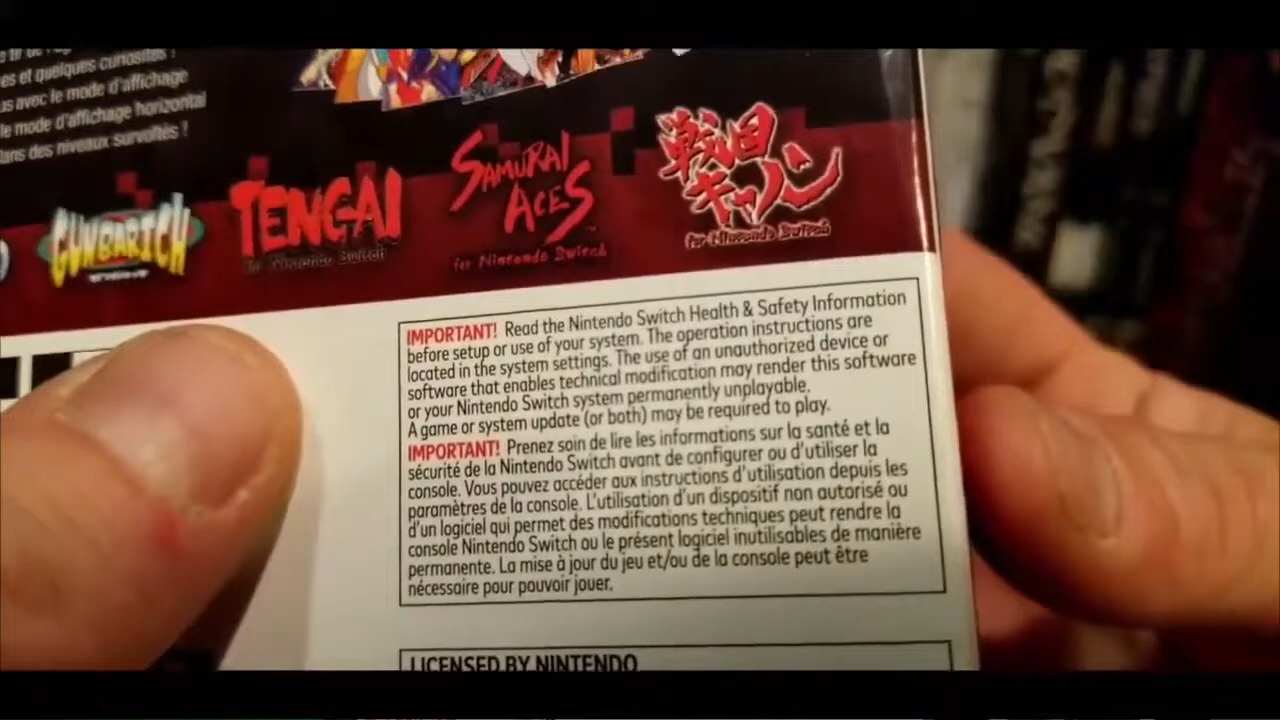 es et quelques curiosités !
us avec le mode d'affichage
le mode d'affichage horizontal
dans des niveaux survoltés !
GUNBARICH
TENGAI
for Nintendo Switch
SAMURAI
ACES
for Nintendo Switch
戦国
キャノン
for Nintendo Switch
IMPORTANT! Read the Nintendo Switch Health & Safety Information
before setup or use of your system. The operation instructions are
located in the system settings. The use of an unauthorized device or
software that enables technical modification may render this software
or your Nintendo Switch system permanently unplayable.
A game or system update (or both) may be required to play.
IMPORTANT! Prenez soin de lire les informations sur la santé et la
sécurité de la Nintendo Switch avant de configurer ou d'utiliser la
console. Vous pouvez accéder aux instructions d'utilisation depuis les
paramètres de la console. L'utilisation d'un dispositif non autorisé ou
d'un logiciel qui permet des modifications techniques peut rendre la
console Nintendo Switch ou le présent logiciel inutilisables de manière
permanente. La mise à jour du jeu et/ou de la console peut être
nécessaire pour pouvoir jouer.
LICENSED BY NINTENDO